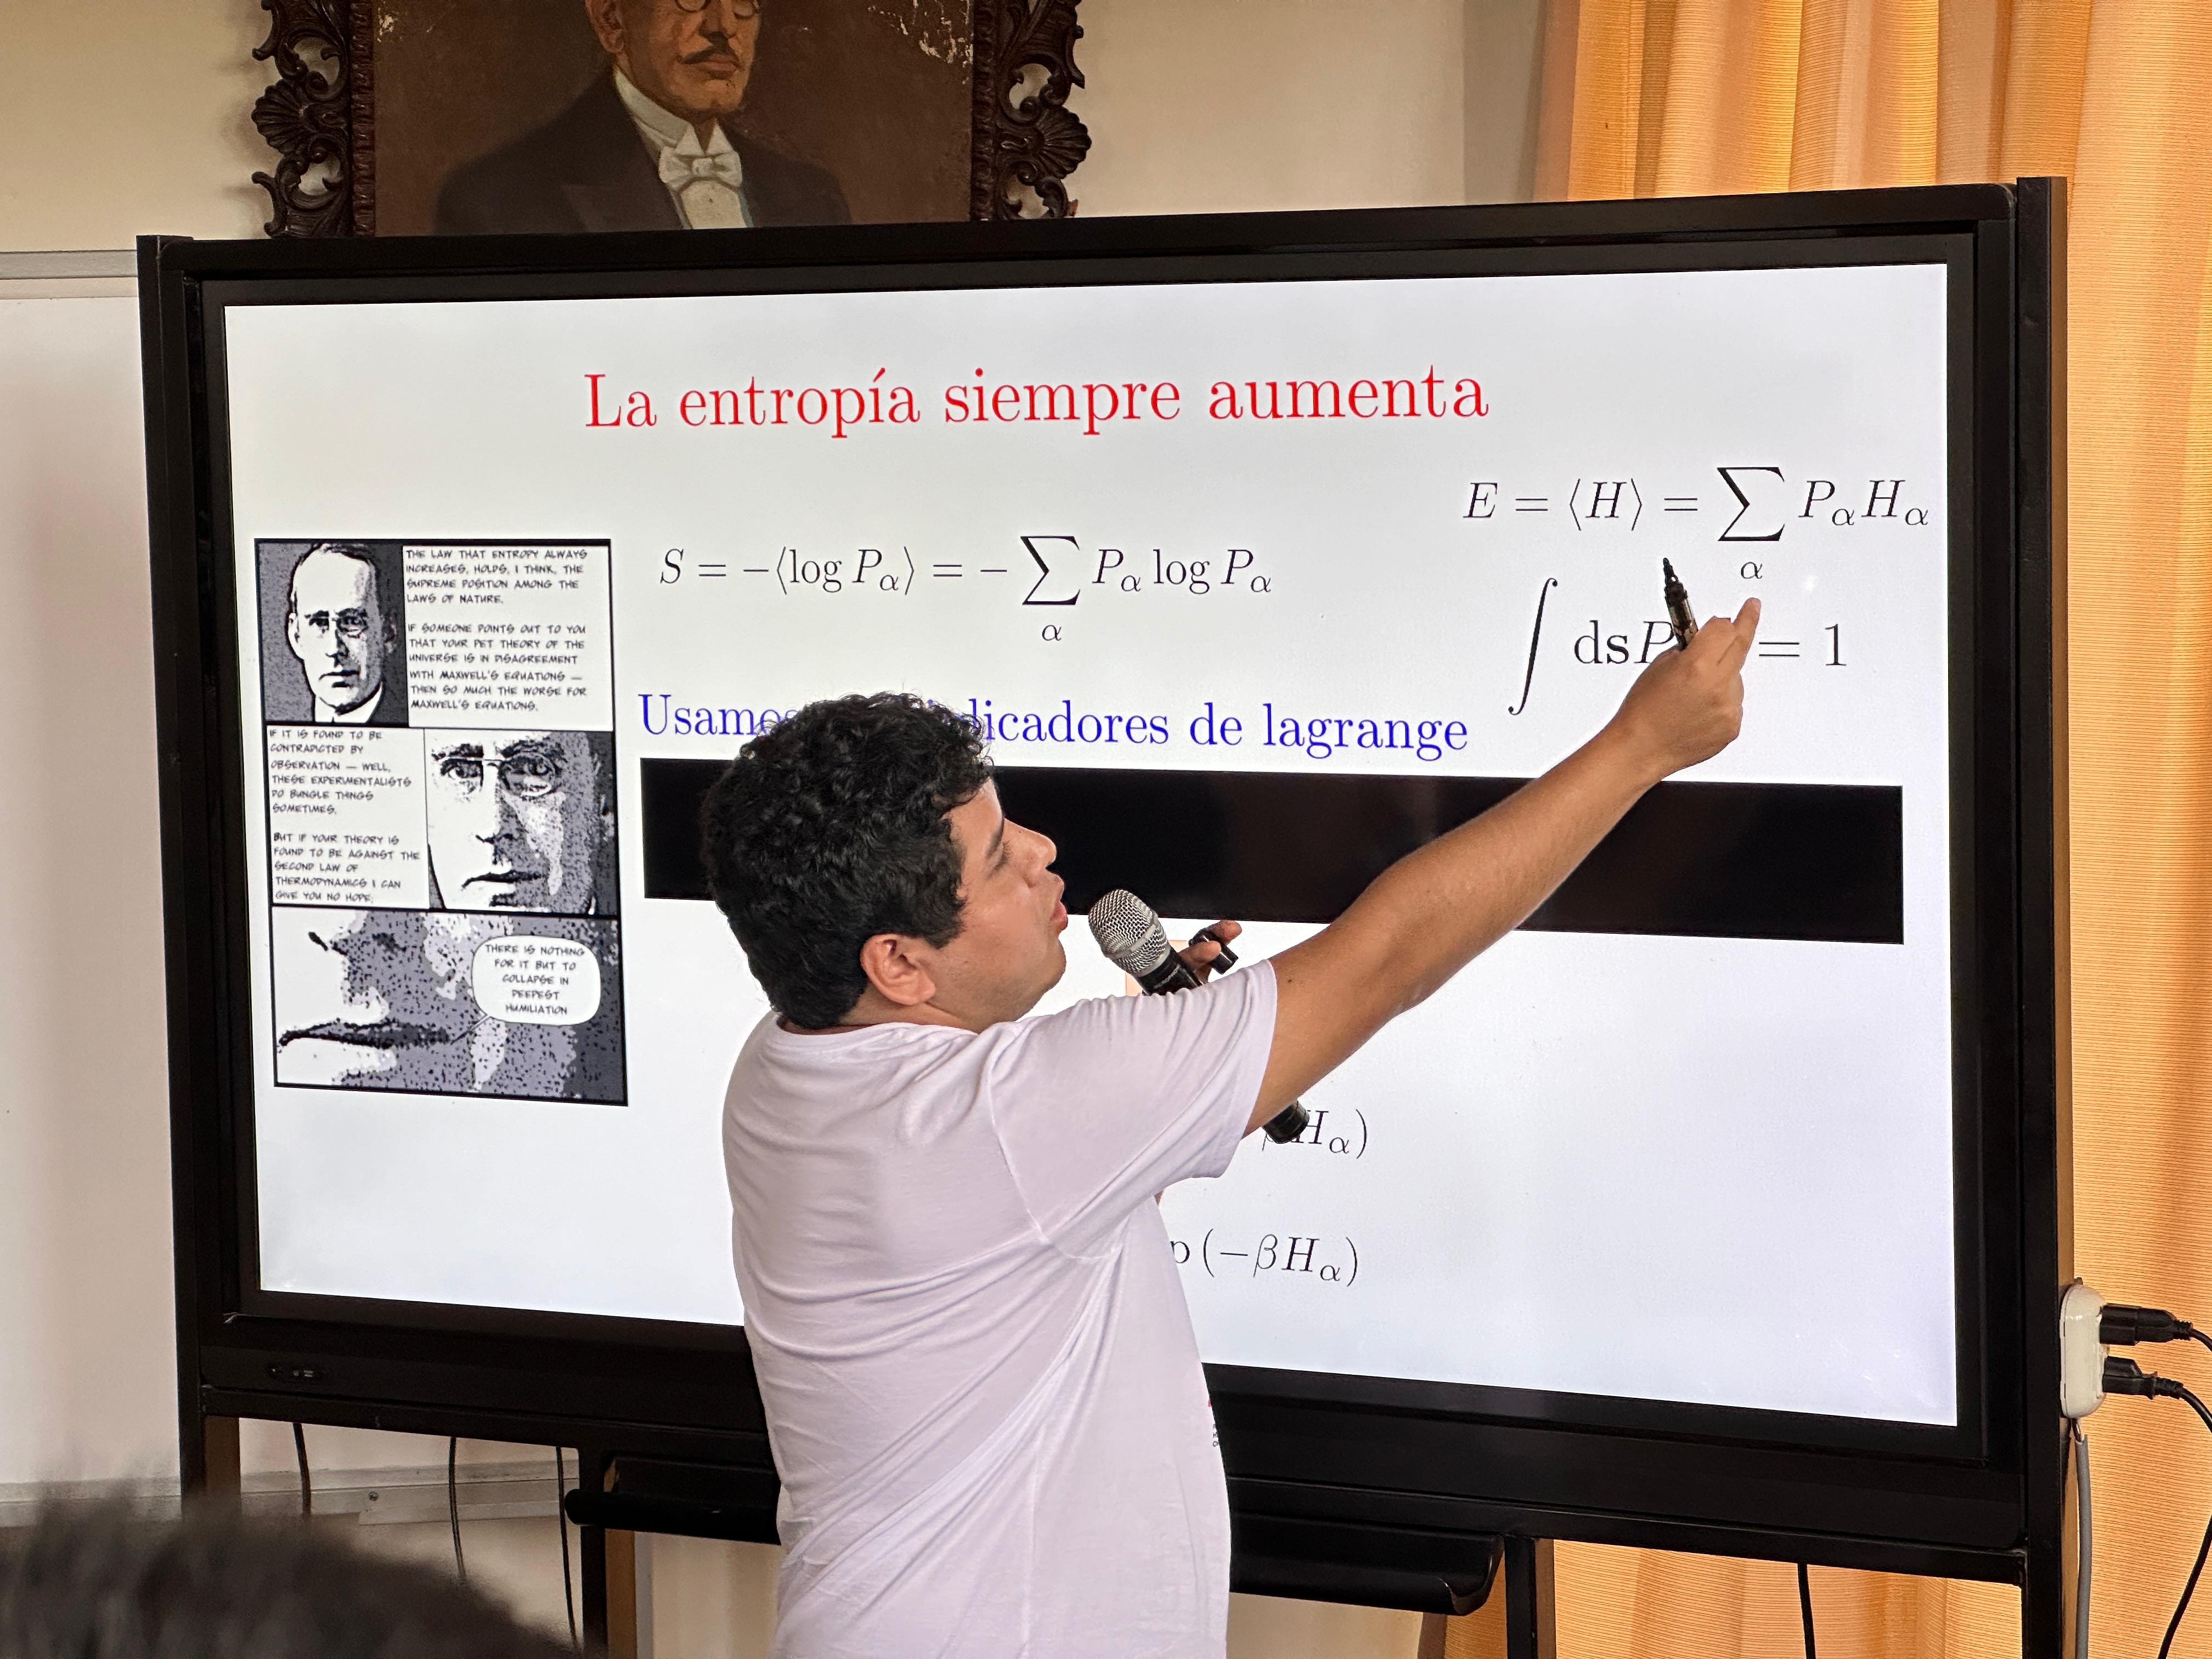 La entropía siempre aumenta
E = ⟨H⟩ = ∑ P_α H_α
α
S = −⟨log P_α⟩ = − ∑ P_α log P_α
α
∫ dsP = 1
Usamos dicadores de lagrange
THE LAW THAT ENTROPY ALWAYS
INCREASES, HOLDS, I THINK, THE
SUPREME POSITION AMONG THE
LAWS OF NATURE.
IF SOMEONE POINTS OUT TO YOU
THAT YOUR PET THEORY OF THE
UNIVERSE IS IN DISAGREEMENT
WITH MAXWELL'S EQUATIONS —
THEN SO MUCH THE WORSE FOR
MAXWELL'S EQUATIONS.
IF IT IS FOUND TO BE
CONTRADICTED BY
OBSERVATION — WELL,
THESE EXPERIMENTALISTS
DO BUNGLE THINGS
SOMETIMES.
BUT IF YOUR THEORY IS
FOUND TO BE AGAINST THE
SECOND LAW OF
THERMODYNAMICS I CAN
GIVE YOU NO HOPE;
THERE IS NOTHING
FOR IT BUT TO
COLLAPSE IN
DEEPEST
HUMILIATION
H_α)
p (−βH_α)